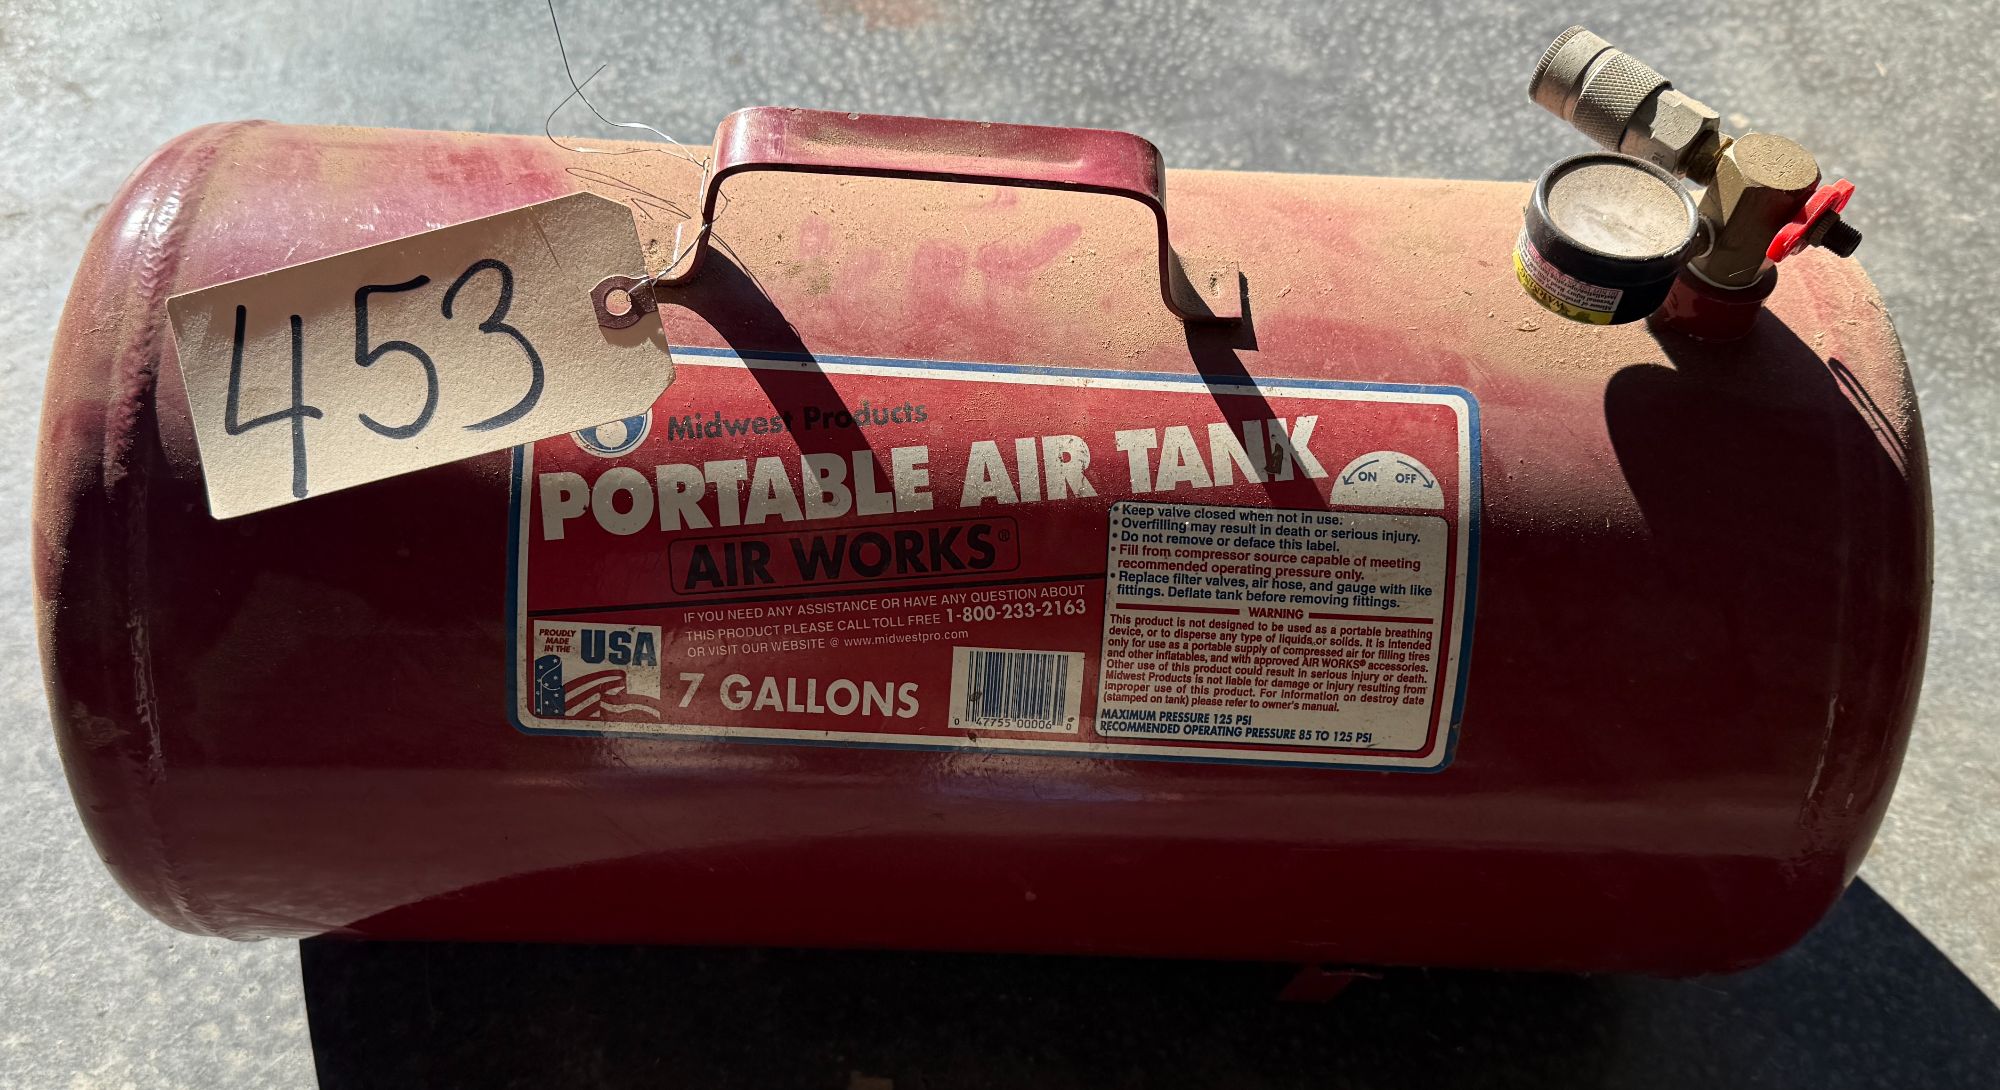 453
Midwest Products
PORTABLE AIR TANK
AIR WORKS®
IF YOU NEED ANY ASSISTANCE OR HAVE ANY QUESTION ABOUT
THIS PRODUCT PLEASE CALL TOLL FREE 1-800-233-2163
OR VISIT OUR WEBSITE @ www.midwestpro.com
PROUDLY
MADE
IN THE
USA
7 GALLONS
0 47755 00006 0
ON OFF
• Keep valve closed when not in use.
• Overfilling may result in death or serious injury.
• Do not remove or deface this label.
• Fill from compressor source capable of meeting
recommended operating pressure only.
• Replace filter valves, air hose, and gauge with like
fittings. Deflate tank before removing fittings.
WARNING
This product is not designed to be used as a portable breathing
device, or to disperse any type of liquids or solids. It is intended
only for use as a portable supply of compressed air for filling tires
and other inflatables, and with approved AIR WORKS® accessories.
Other use of this product could result in serious injury or death.
Midwest Products is not liable for damage or injury resulting from
improper use of this product. For information on destroy date
(stamped on tank) please refer to owner's manual.
MAXIMUM PRESSURE 125 PSI
RECOMMENDED OPERATING PRESSURE 85 TO 125 PSI
WARNING